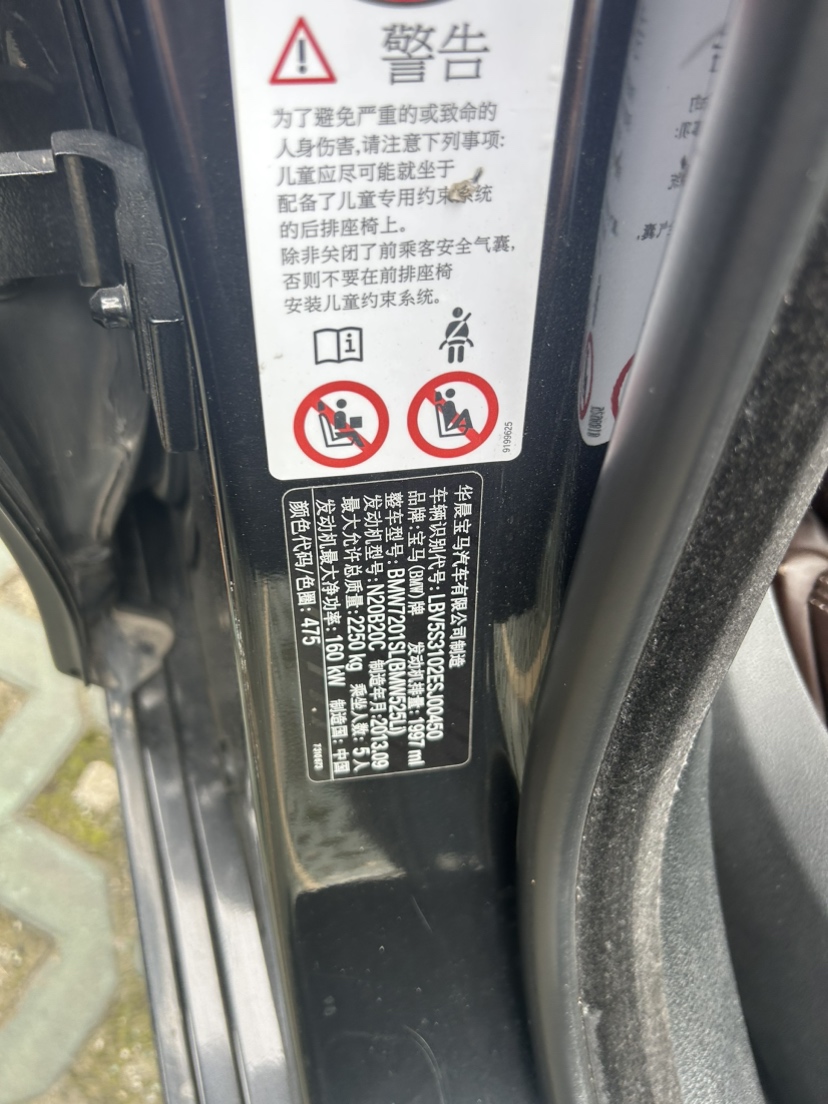 警告
为了避免严重的或致命的
人身伤害,请注意下列事项:
儿童应尽可能就坐于
配备了儿童专用约束系统
的后排座椅上。
除非关闭了前乘客安全气囊,
否则不要在前排座椅
安装儿童约束系统。
9199625
华晨宝马汽车有限公司制造
车辆识别代号: LBV5S3102ESJ00450
品牌:宝马(BMW)牌 发动机排量: 1997 ml
整车型号: BMW7201SL(BMW525Li)
发动机型号: N20B20C 制造年月:2013.09
最大允许总质量: 2250 kg 乘坐人数: 5人
发动机最大净功率: 160 kW 制造国: 中国
颜色代码/色圈: 475